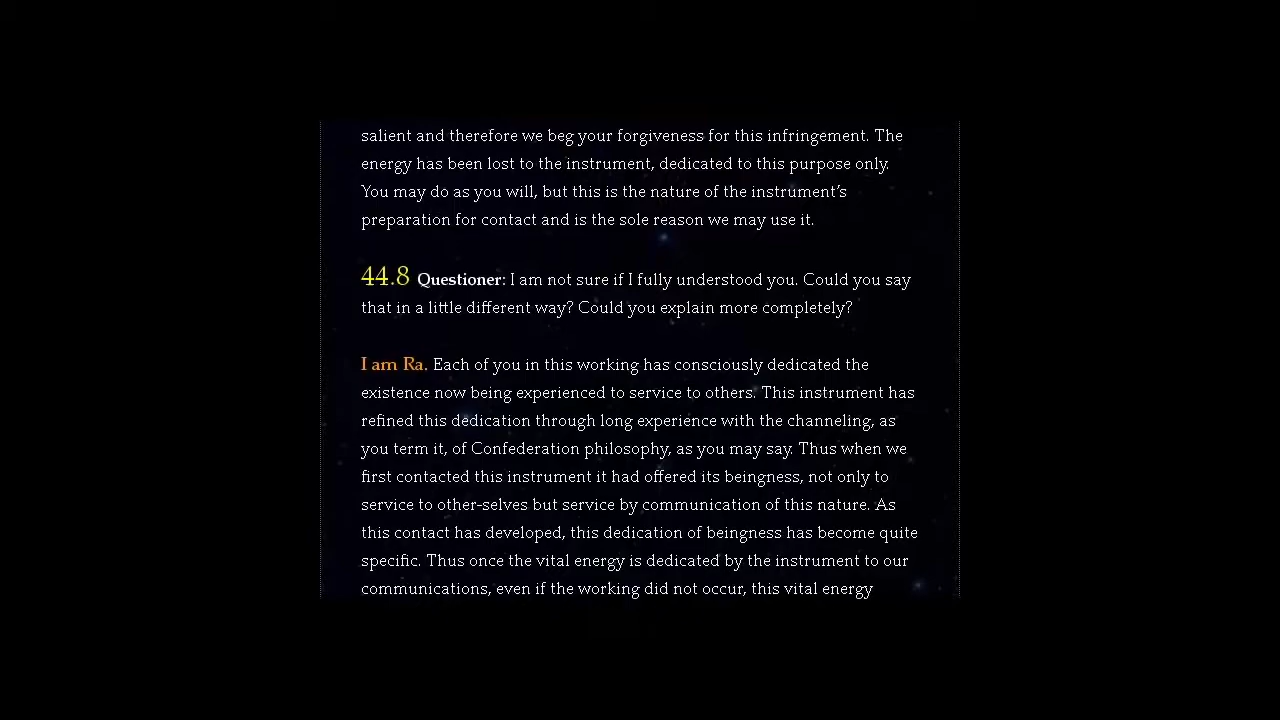 salient and therefore we beg your forgiveness for this infringement. The
energy has been lost to the instrument, dedicated to this purpose only.
You may do as you will, but this is the nature of the instrument's
preparation for contact and is the sole reason we may use it.
44.8 Questioner: I am not sure if I fully understood you. Could you say
that in a little different way? Could you explain more completely?
I am Ra. Each of you in this working has consciously dedicated the
existence now being experienced to service to others. This instrument has
refined this dedication through long experience with the channeling, as
you term it, of Confederation philosophy, as you may say. Thus when we
first contacted this instrument it had offered its beingness, not only to
service to other-selves but service by communication of this nature. As
this contact has developed, this dedication of beingness has become quite
specific. Thus once the vital energy is dedicated by the instrument to our
communications, even if the working did not occur, this vital energy